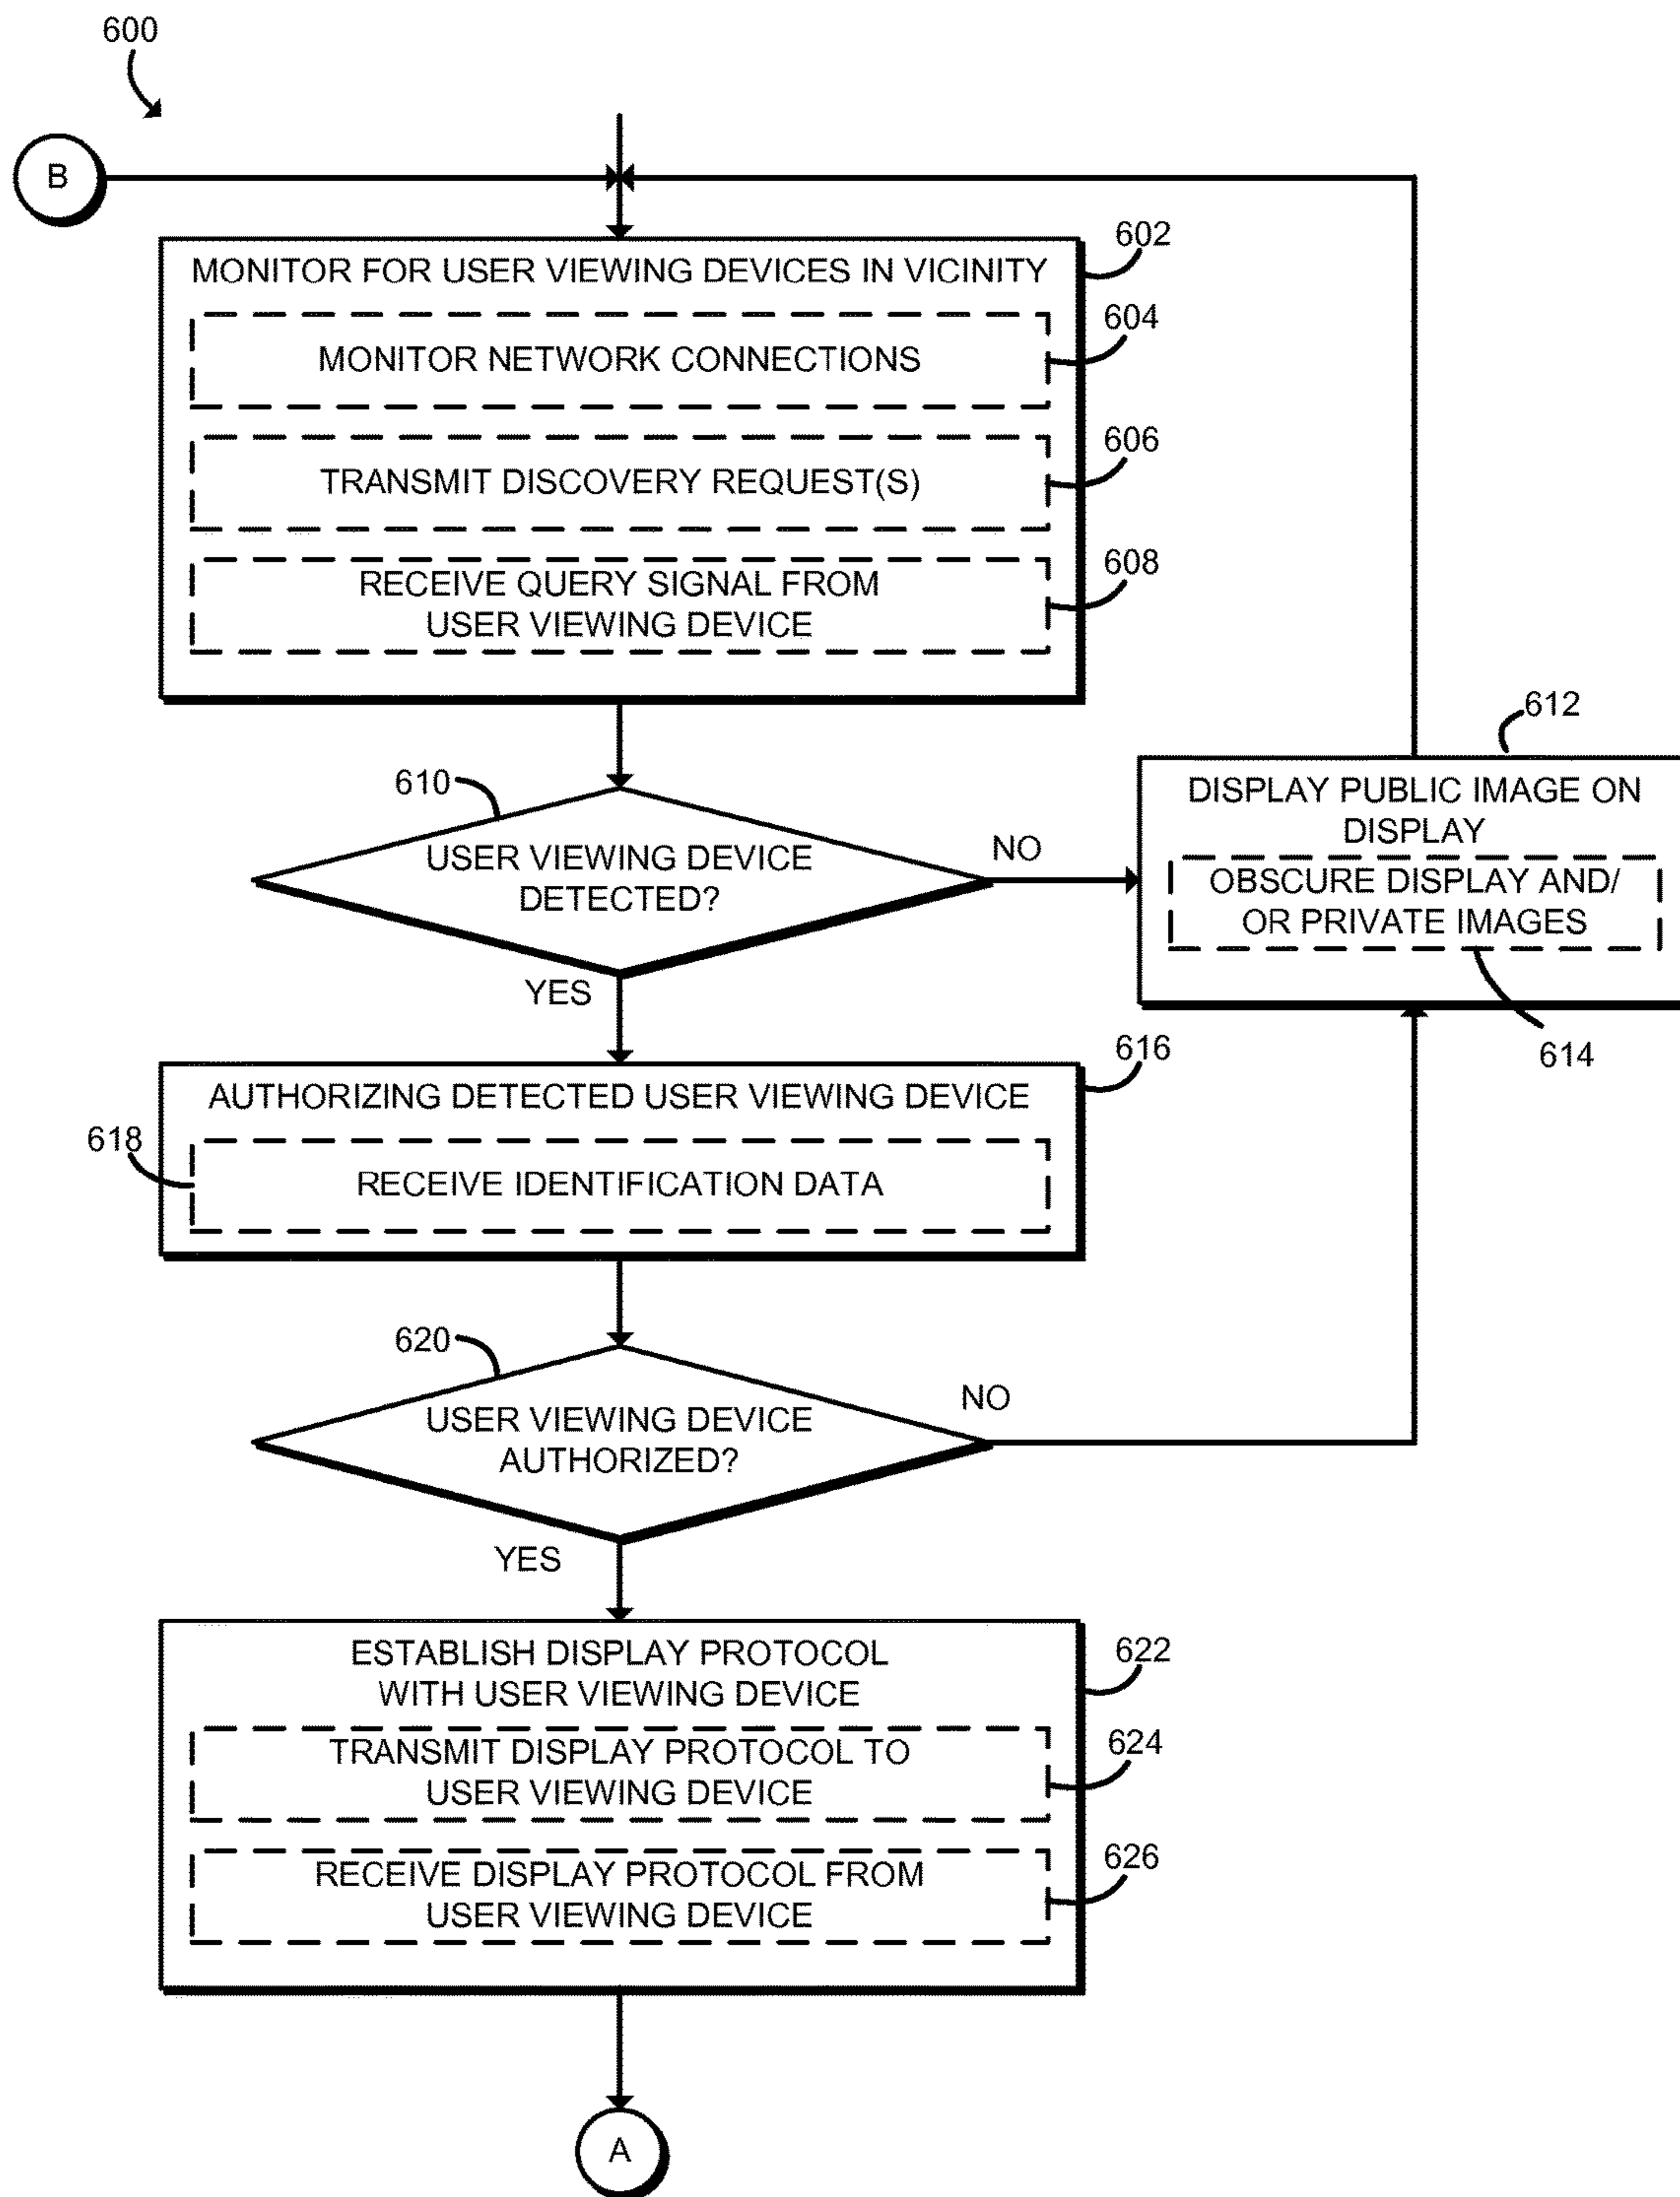 600
B
602
MONITOR FOR USER VIEWING DEVICES IN VICINITY
604
MONITOR NETWORK CONNECTIONS
606
TRANSMIT DISCOVERY REQUEST(S)
608
RECEIVE QUERY SIGNAL FROM
USER VIEWING DEVICE
610
USER VIEWING DEVICE
DETECTED?
NO
YES
612
DISPLAY PUBLIC IMAGE ON
DISPLAY
OBSCURE DISPLAY AND/
OR PRIVATE IMAGES
614
616
AUTHORIZING DETECTED USER VIEWING DEVICE
618
RECEIVE IDENTIFICATION DATA
620
USER VIEWING DEVICE
AUTHORIZED?
NO
YES
622
ESTABLISH DISPLAY PROTOCOL
WITH USER VIEWING DEVICE
624
TRANSMIT DISPLAY PROTOCOL TO
USER VIEWING DEVICE
626
RECEIVE DISPLAY PROTOCOL FROM
USER VIEWING DEVICE
A